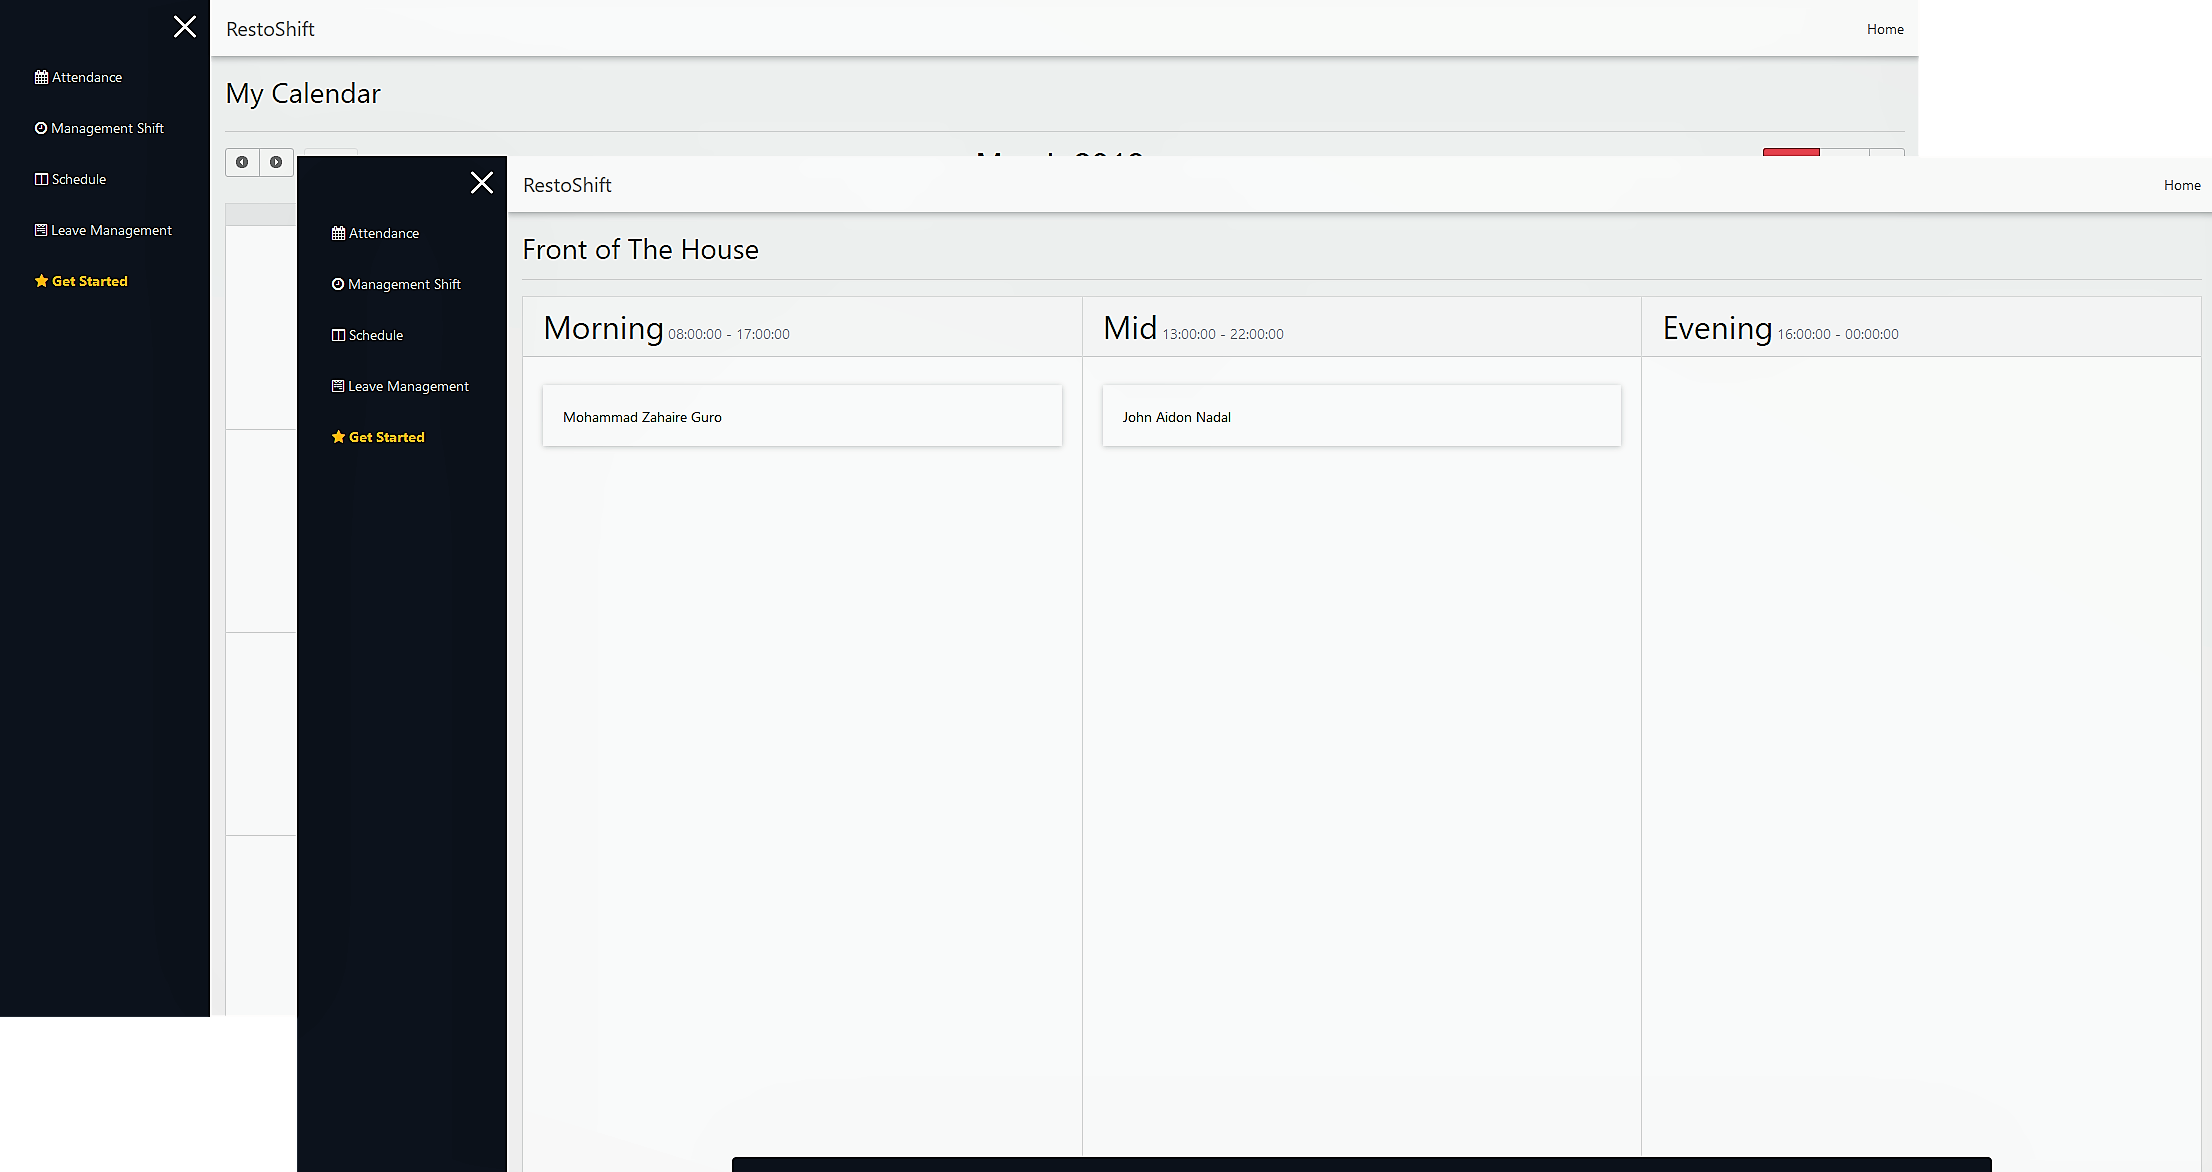 RestoShift
Home
Attendance
My Calendar
Management Shift
Schedule
Leave Management
Get Started
RestoShift
Home
Attendance
Front of The House
Management Shift
Morning 08:00:00 - 17:00:00
Mid 13:00:00 - 22:00:00
Evening 16:00:00 - 00:00:00
Schedule
Leave Management
Mohammad Zahaire Guro
John Aidon Nadal
Get Started